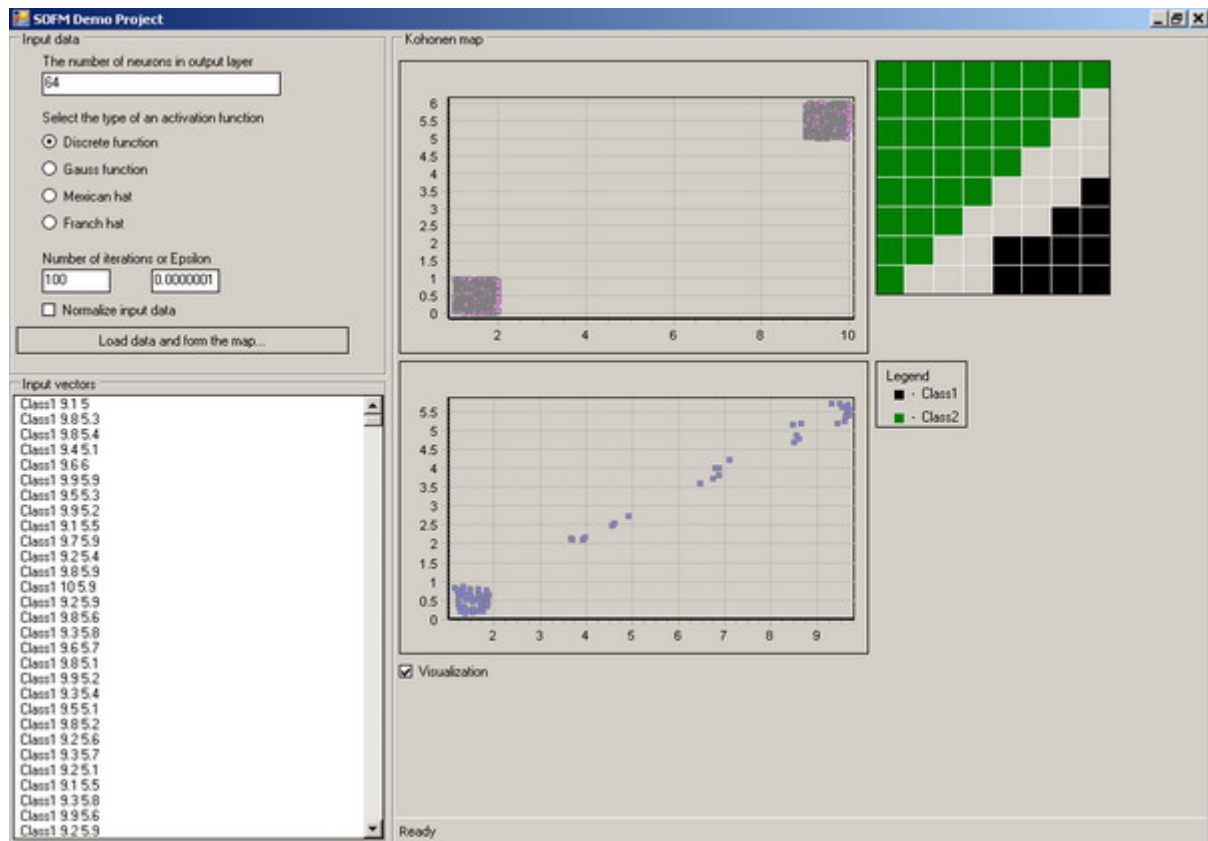 SOFM Demo Project
Input data
The number of neurons in output layer
64
Select the type of an activation function
Discrete function
Gauss function
Mexican hat
Franch hat
Number of iterations or Epsilon
100 0.0000001
Normalize input data
Load data and form the map...
Input vectors
Class1 9.1 5
Class1 9.8 5.3
Class1 9.8 5.4
Class1 9.4 5.1
Class1 9.6 6
Class1 9.9 5.9
Class1 9.5 5.3
Class1 9.9 5.2
Class1 9.1 5.5
Class1 9.7 5.9
Class1 9.2 5.4
Class1 9.8 5.9
Class1 10 5.9
Class1 9.2 5.9
Class1 9.8 5.6
Class1 9.3 5.8
Class1 9.6 5.7
Class1 9.8 5.1
Class1 9.9 5.2
Class1 9.3 5.4
Class1 9.5 5.1
Class1 9.8 5.2
Class1 9.2 5.6
Class1 9.3 5.7
Class1 9.2 5.1
Class1 9.1 5.5
Class1 9.3 5.8
Class1 9.9 5.6
Class1 9.2 5.9
Kohonen map
6
5.5
5
4.5
4
3.5
3
2.5
2
1.5
1
0.5
0
2 4 6 8 10
5.5
5
4.5
4
3.5
3
2.5
2
1.5
1
0.5
0
2 3 4 5 6 7 8 9
Legend
- Class1
- Class2
Visualization
Ready